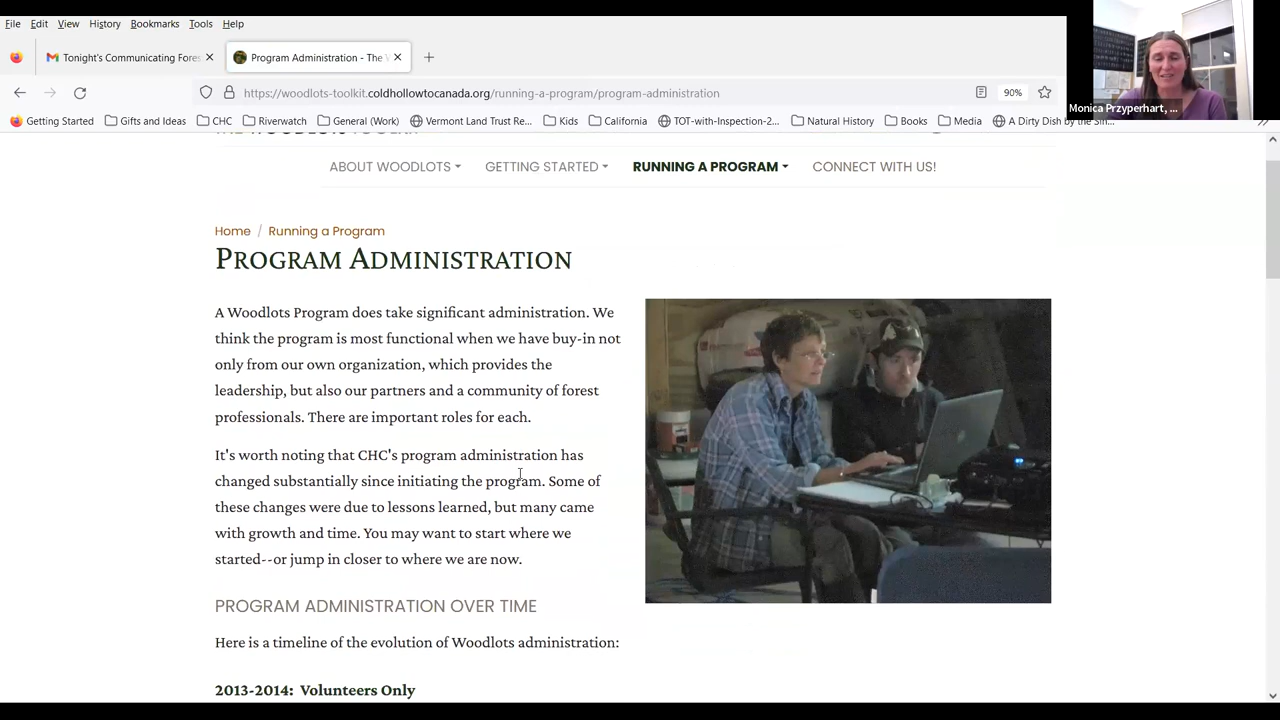 File Edit View History Bookmarks Tools Help
Tonight's Communicating Fores
Program Administration - The W
https://woodlots-toolkit.coldhollowtocanada.org/running-a-program/program-administration
90%
Monica Przyperhart, ...
Getting Started Gifts and Ideas CHC Riverwatch General (Wood Vermont Land Trust Re... Kids California TOT-with-Inspection-2... Natural History Books Media A Dirty Dish by the Sin...
ABOUT WOODLOTS GETTING STARTED RUNNING A PROGRAM CONNECT WITH US!
Home / Running a Program
PROGRAM ADMINISTRATION
A Woodlots Program does take significant administration. We
think the program is most functional when we have buy-in not
only from our own organization, which provides the
leadership, but also our partners and a community of forest
professionals. There are important roles for each.
It's worth noting that CHC's program administration has
changed substantially since initiating the program. Some of
these changes were due to lessons learned, but many came
with growth and time. You may want to start where we
started--or jump in closer to where we are now.
PROGRAM ADMINISTRATION OVER TIME
Here is a timeline of the evolution of Woodlots administration:
2013-2014: Volunteers Only